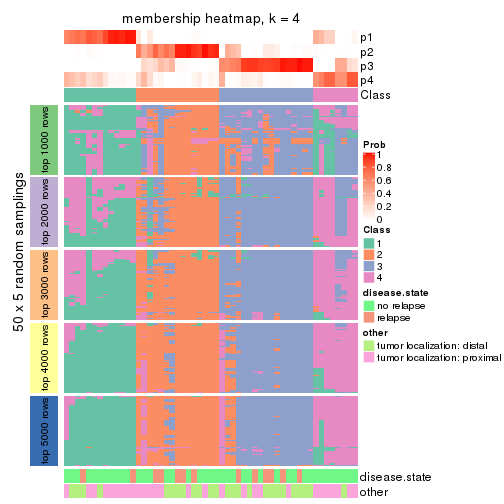 membership heatmap, k = 4
p1
p2
p3
p4
Class
50 x 5 random samplings
top 1000 rows
top 2000 rows
top 3000 rows
top 4000 rows
top 5000 rows
disease.state
other
Prob
1
0.8
0.6
0.4
0.2
0
Class
1
2
3
4
disease.state
no relapse
relapse
other
tumor localization: distal
tumor localization: proximal